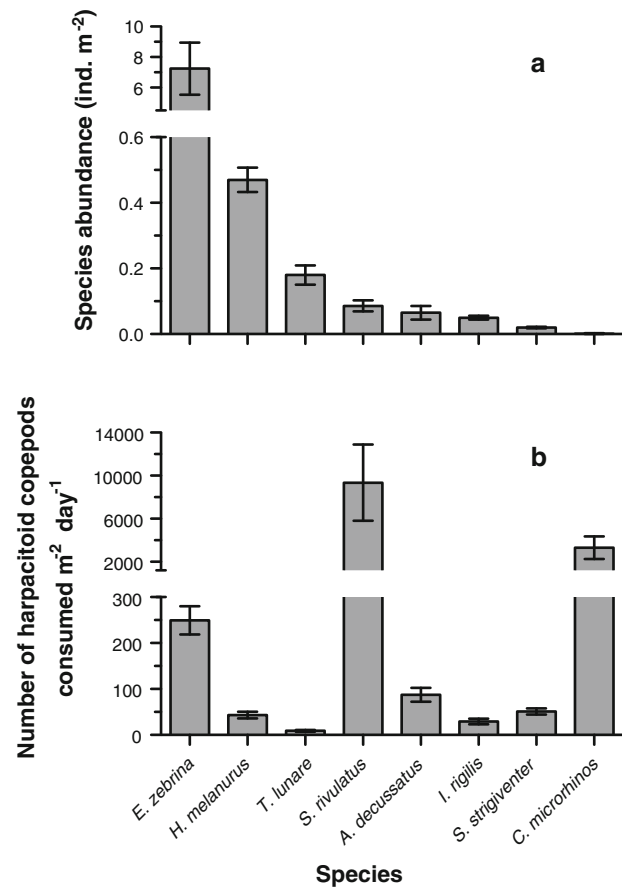 a
Species abundance (ind. m-2)
10
8
6
0.6
0.4
0.2
0.0
b
Number of harpacitoid copepods
consumed m-2 day-1
14000
10000
6000
2000
300
200
100
0
E. zebrina
H. melanurus
T. lunare
S. rivulatus
A. decussatus
I. rigilis
S. strigiventer
C. microrhinos
Species